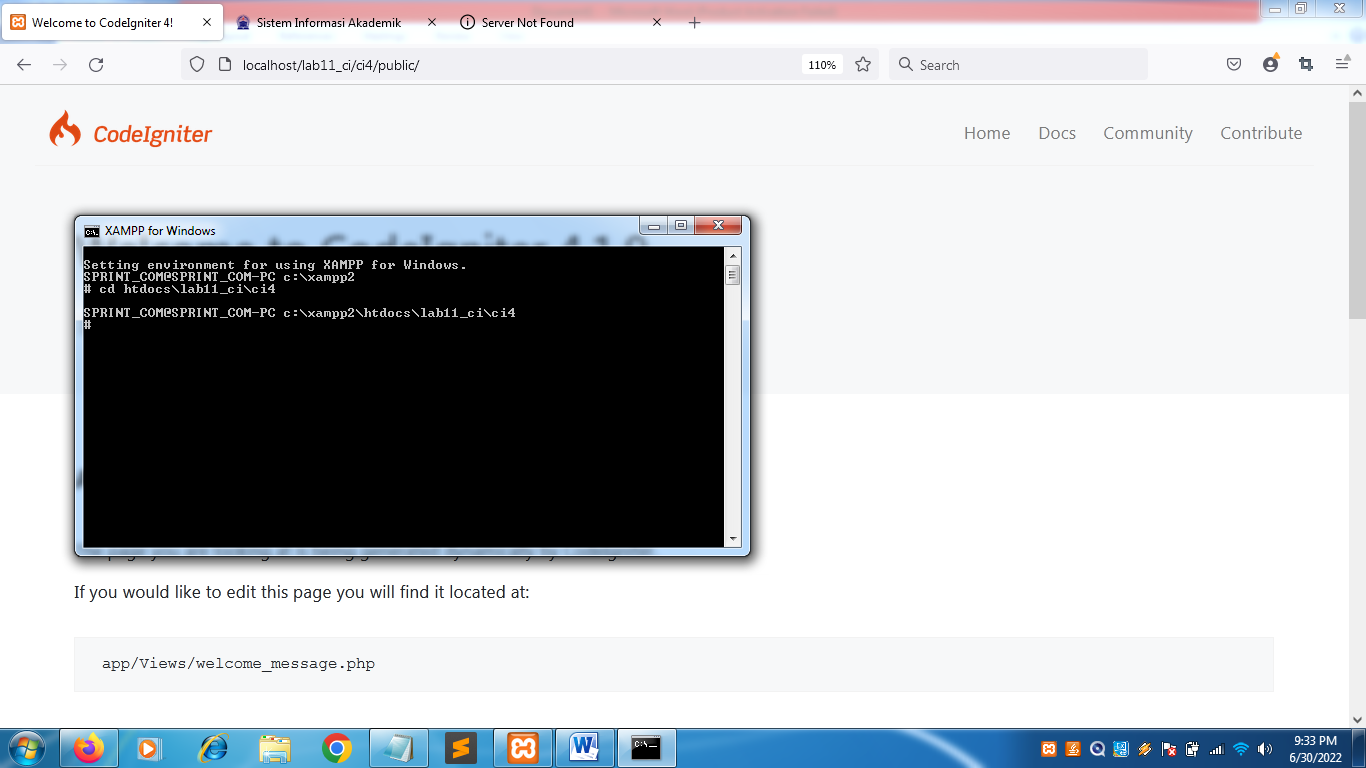 Welcome to CodeIgniter 4!
Sistem Informasi Akademik
Server Not Found
localhost/lab11_ci/ci4/public/
110%
Search
CodeIgniter
Home Docs Community Contribute
XAMPP for Windows
Setting environment for using XAMPP for Windows.
SPRINT_COM@SPRINT_COM-PC c:\xampp2
# cd htdocs\lab11_ci\ci4
SPRINT_COM@SPRINT_COM-PC c:\xampp2\htdocs\lab11_ci\ci4
#
If you would like to edit this page you will find it located at:
app/Views/welcome_message.php
9:33 PM
6/30/2022